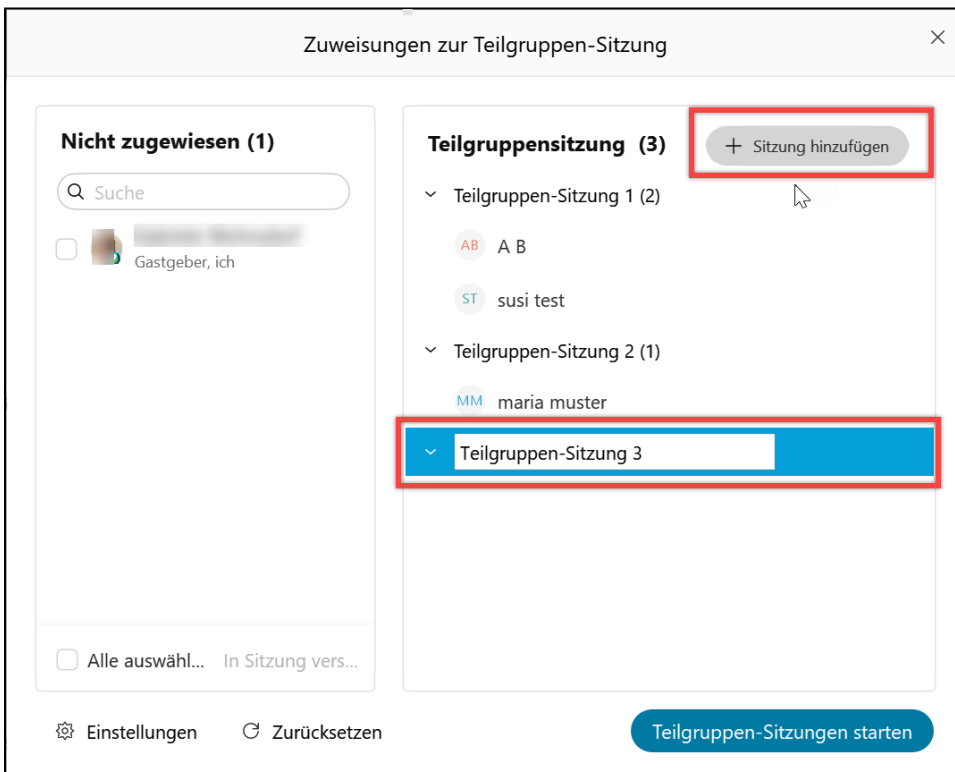 Zuweisungen zur Teilgruppen-Sitzung
Nicht zugewiesen (1)
Suche
Gastgeber, ich
Alle auswähl... In Sitzung vers...
Teilgruppensitzung (3)
+ Sitzung hinzufügen
Teilgruppen-Sitzung 1 (2)
AB A B
ST susi test
Teilgruppen-Sitzung 2 (1)
MM maria muster
Teilgruppen-Sitzung 3
Einstellungen Zurücksetzen
Teilgruppen-Sitzungen starten